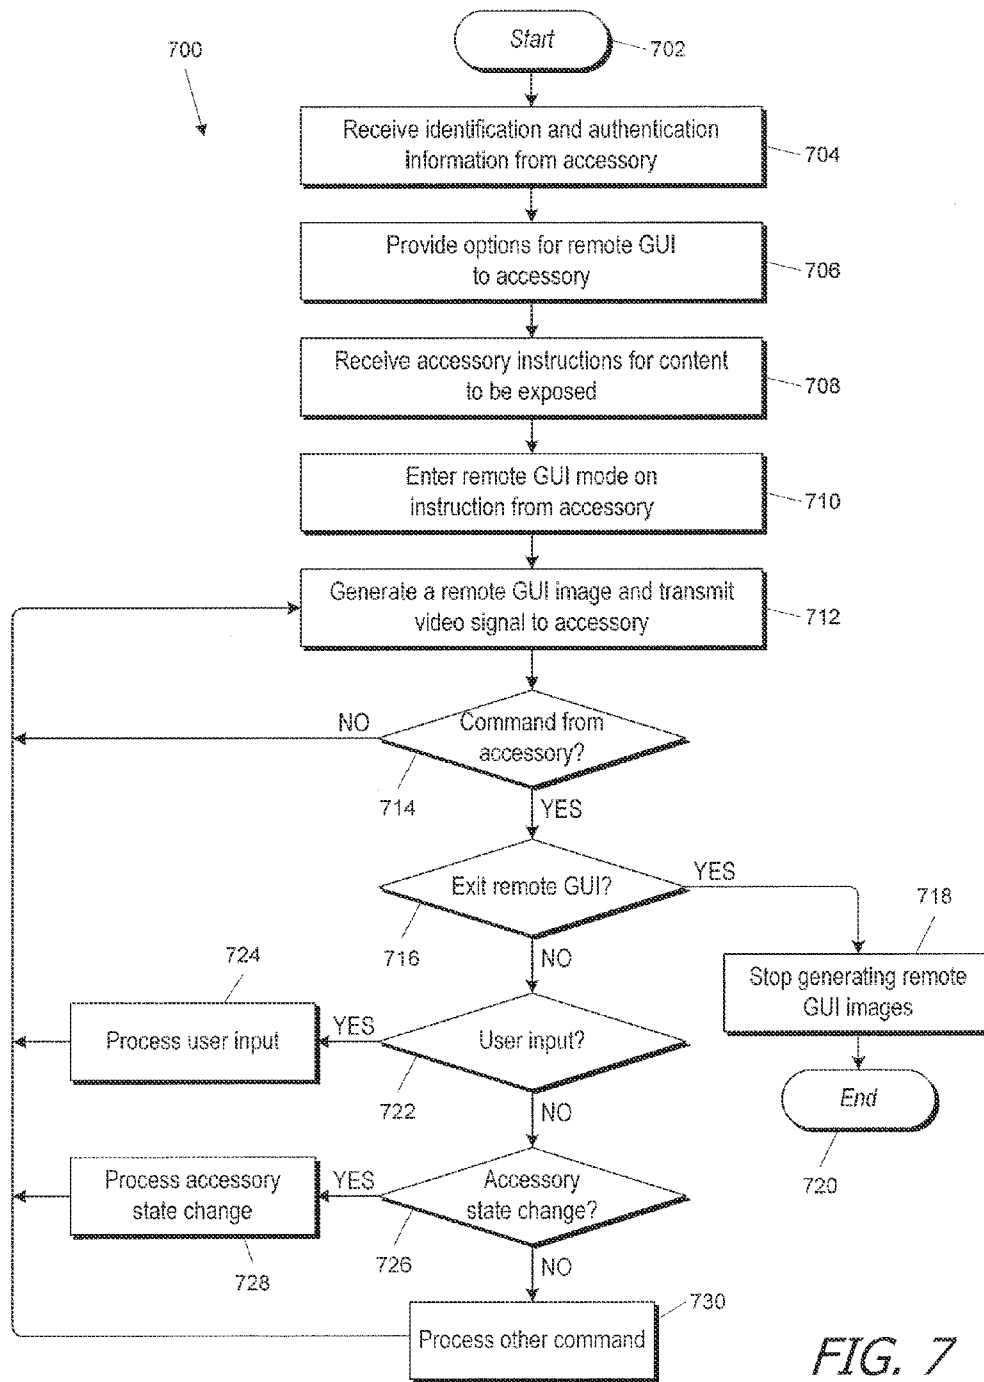 Start
702
700
Receive identification and authentication
information from accessory
704
Provide options for remote GUI
to accessory
706
Receive accessory instructions for content
to be exposed
708
Enter remote GUI mode on
instruction from accessory
710
Generate a remote GUI image and transmit
video signal to accessory
712
NO
Command from
accessory?
714
YES
Exit remote GUI?
YES
716
718
NO
Stop generating remote
GUI images
724
Process user input
YES
User input?
722
End
NO
720
Process accessory
state change
YES
Accessory
state change?
728
726
NO
730
Process other command
FIG. 7